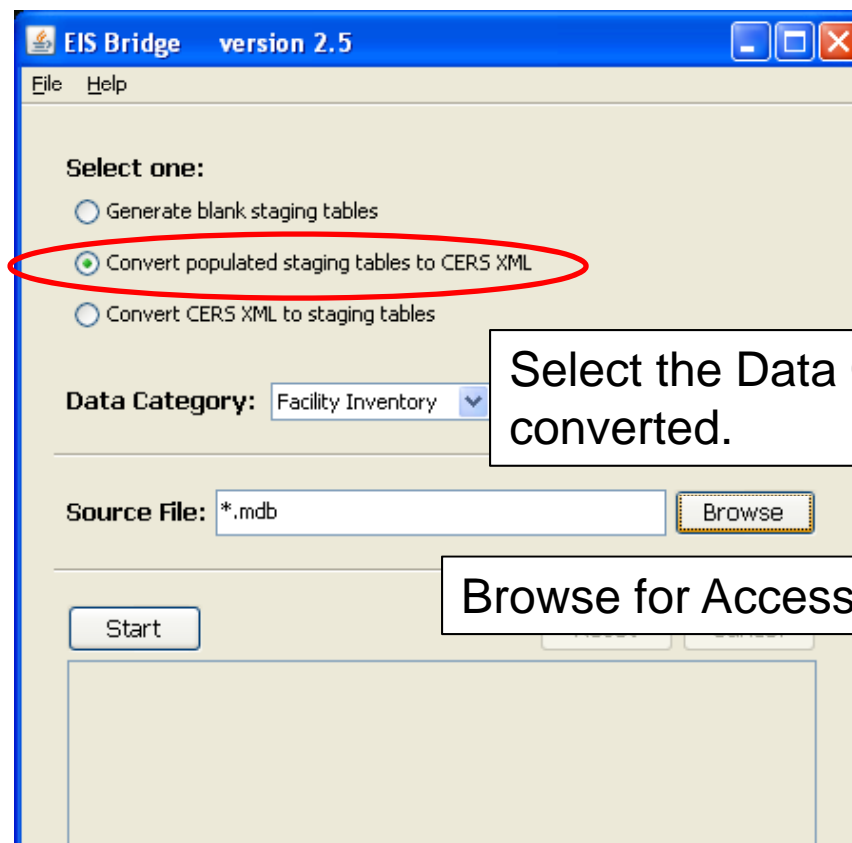 EIS Bridge version 2.5
File Help
Select one:
Generate blank staging tables
Convert populated staging tables to CERS XML
Convert CERS XML to staging tables
Select the Data
converted.
Data Category: Facility Inventory
Source File: *.mdb Browse
Browse for Access
Start